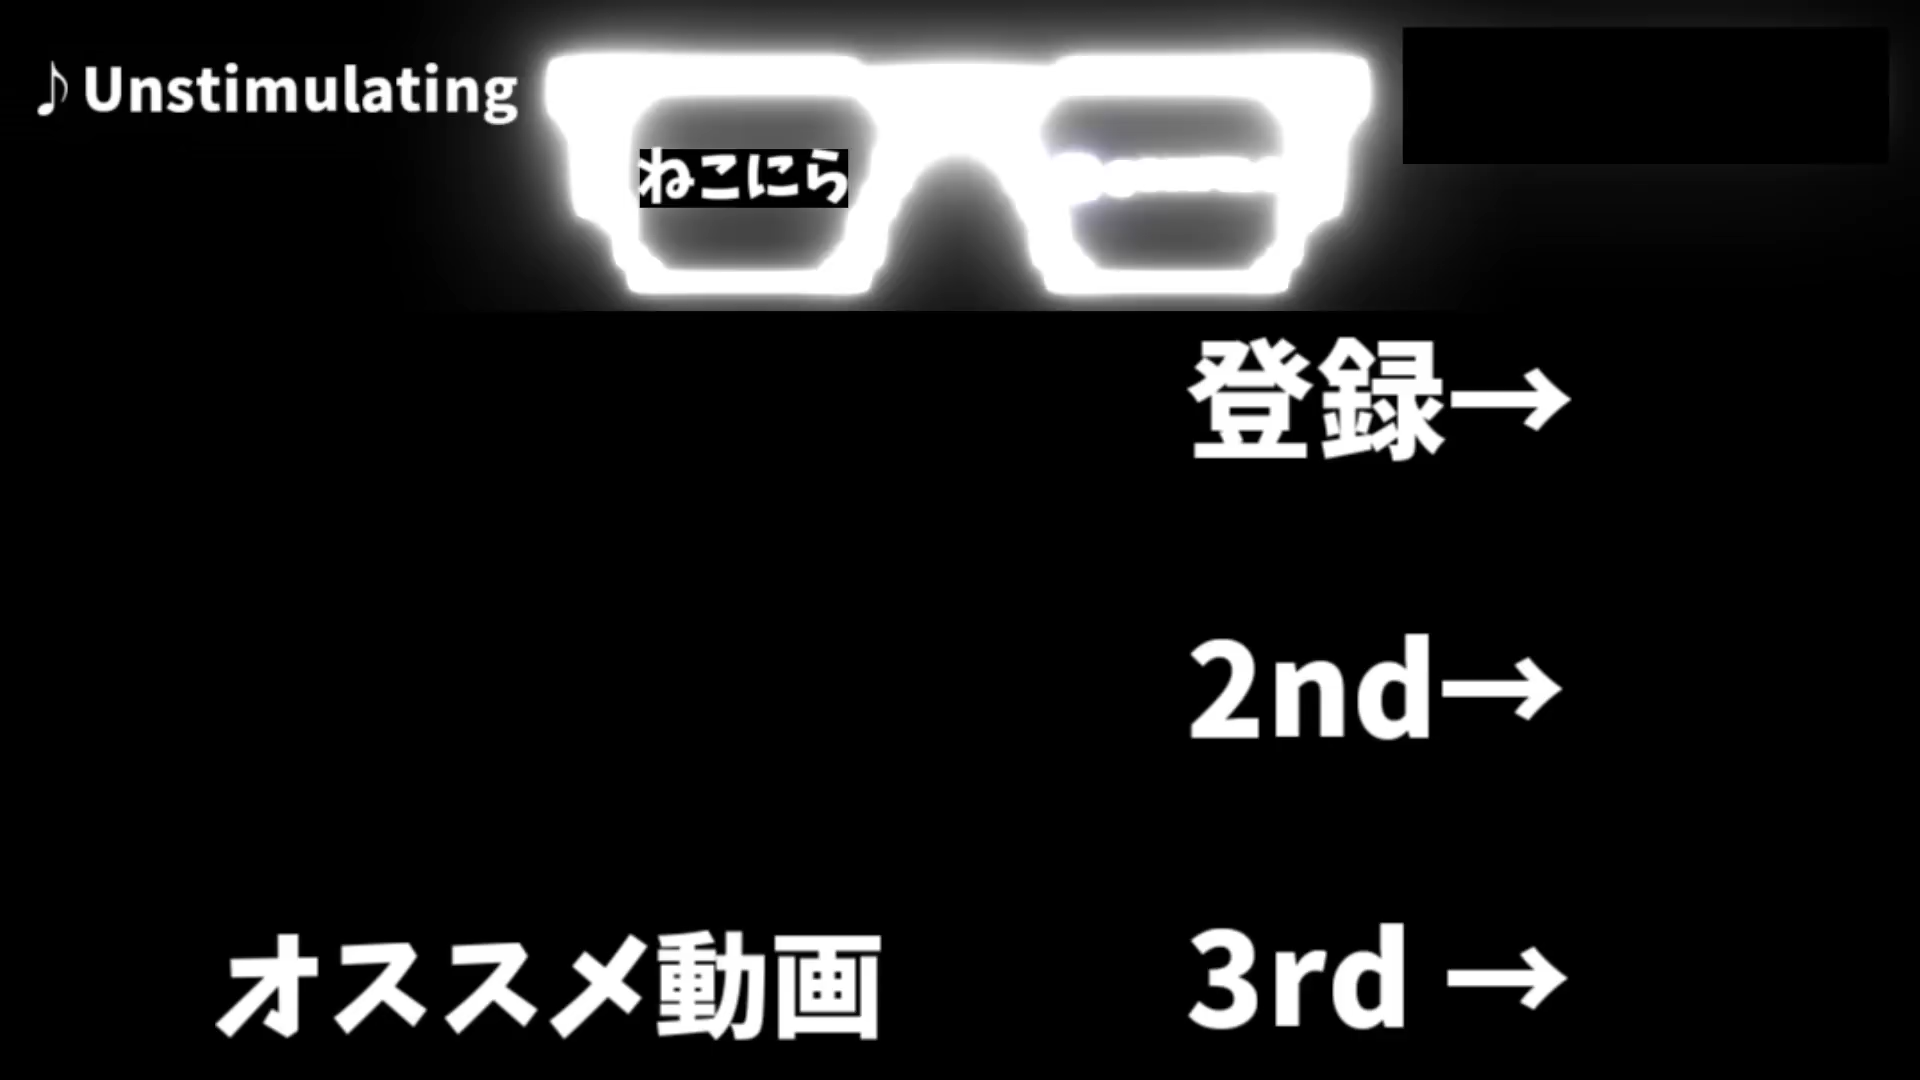 ♪Unstimulating
ねこにら
登録→
2nd→
オススメ動画
3rd →